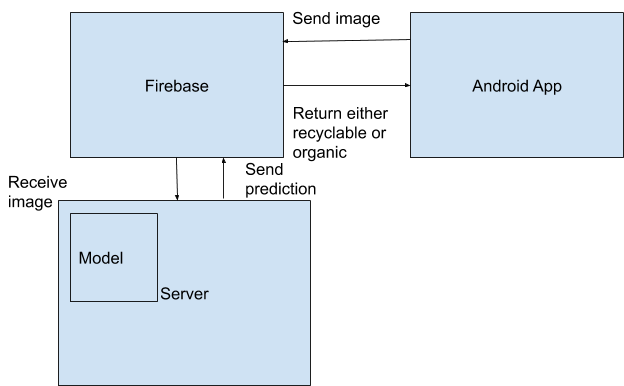 Send image
Firebase
Android App
Return either
recyclable or
organic
Receive
image
Send
prediction
Model
Server